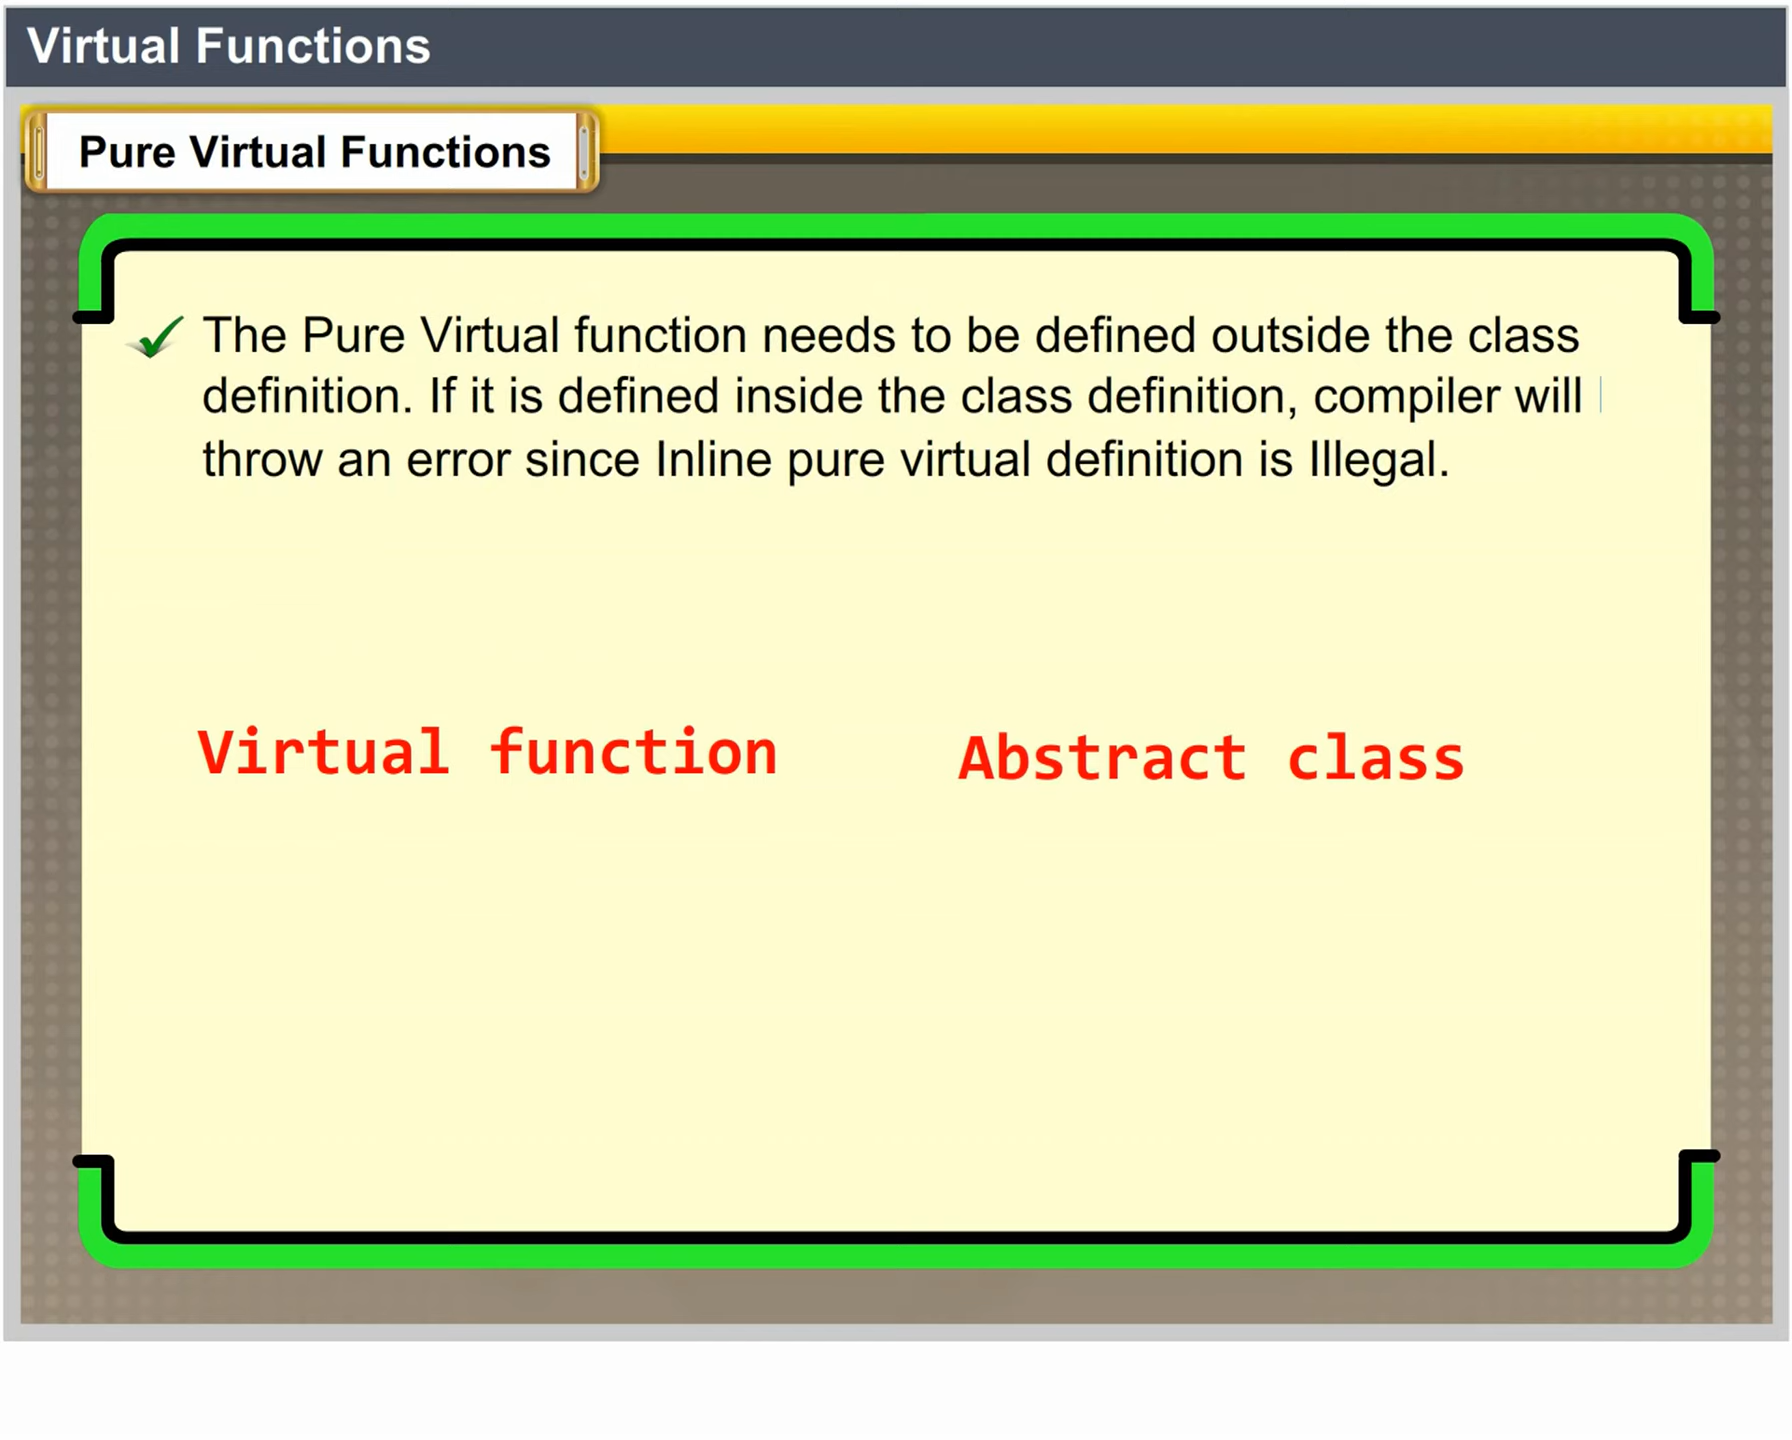 Virtual Functions
Pure Virtual Functions
The Pure Virtual function needs to be defined outside the class
definition. If it is defined inside the class definition, compiler will
throw an error since Inline pure virtual definition is Illegal.
Virtual function Abstract class